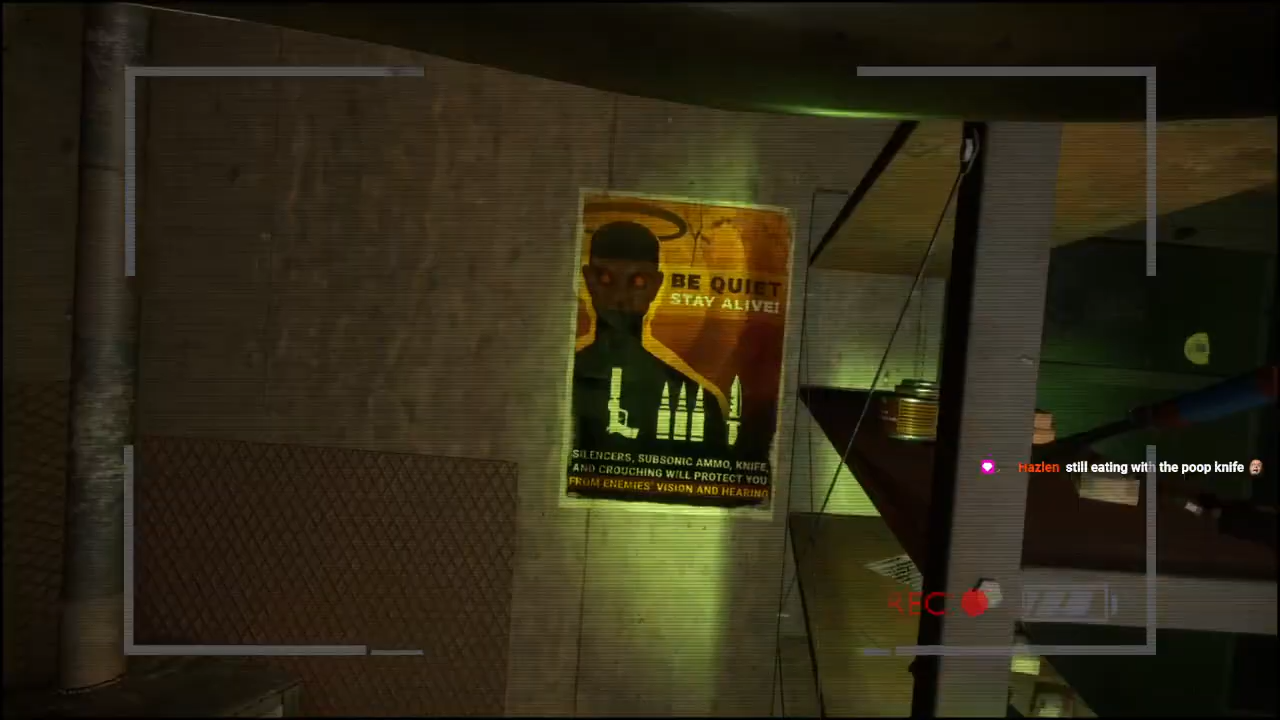 BE QUIET
STAY ALIVE!
SILENCERS, SUBSONIC AMMO, KNIFE,
AND CROUCHING WILL PROTECT YOU
FROM ENEMIES' VISION AND HEARING
Hazlen still eating with the poop knife
REC